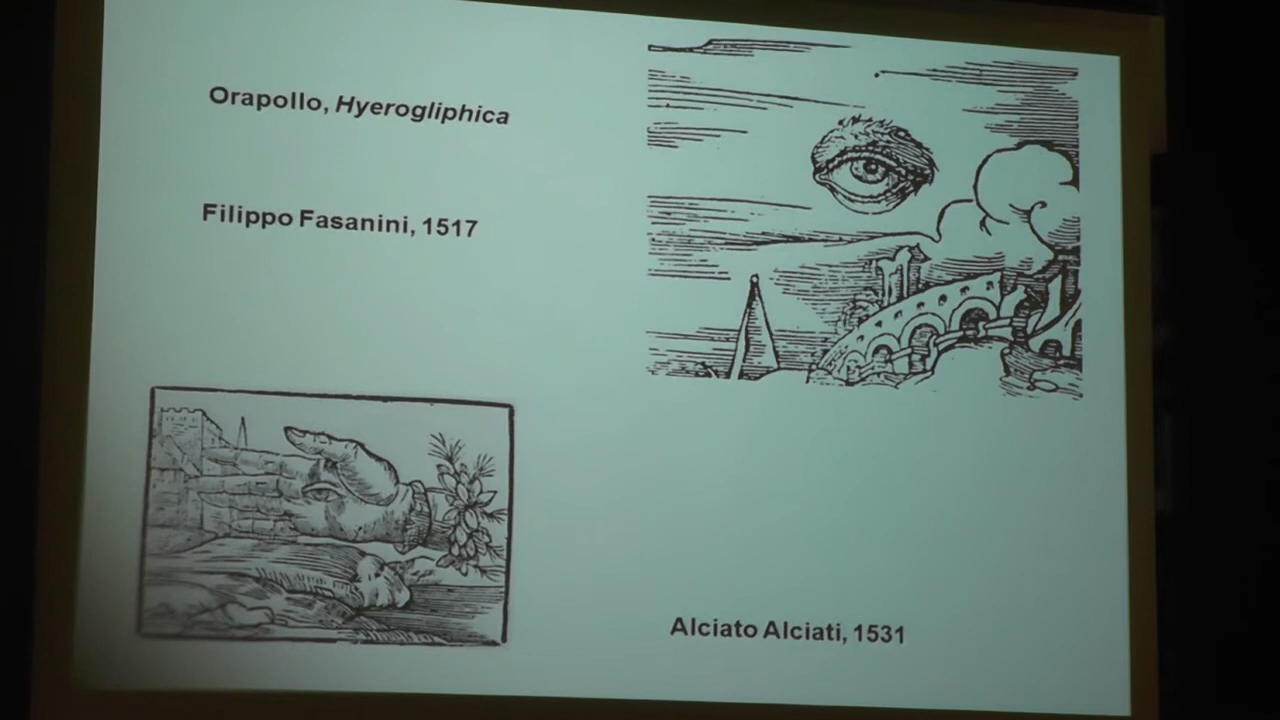 Orapollo, Hyerogliphica
Filippo Fasanini, 1517
Alciato Alciati, 1531